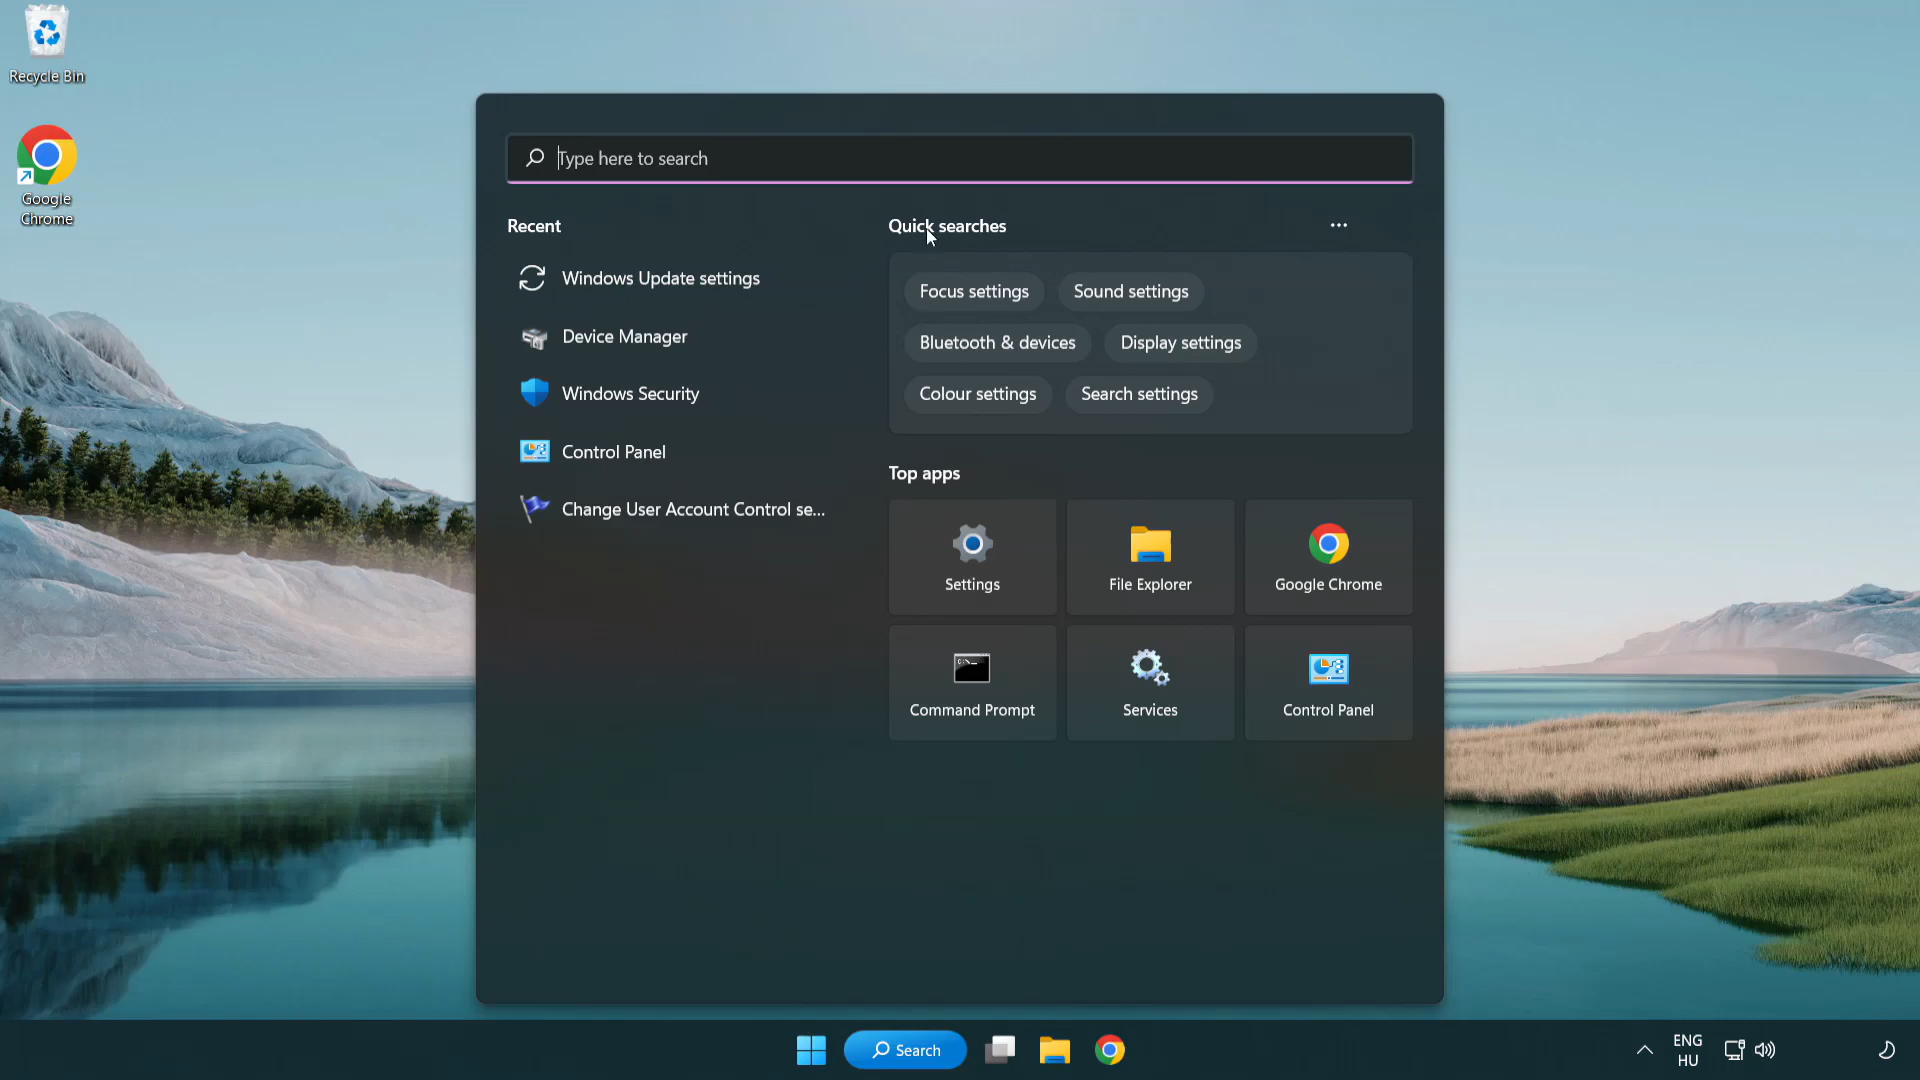 Recycle Bin
Google
Chrome
Type here to search
Recent
Windows Update settings
Device Manager
Windows Security
Control Panel
Change User Account Control se...
Quick searches
Focus settings
Sound settings
Bluetooth & devices
Display settings
Colour settings
Search settings
Top apps
Settings
File Explorer
Google Chrome
Command Prompt
Services
Control Panel
Search
ENG
HU